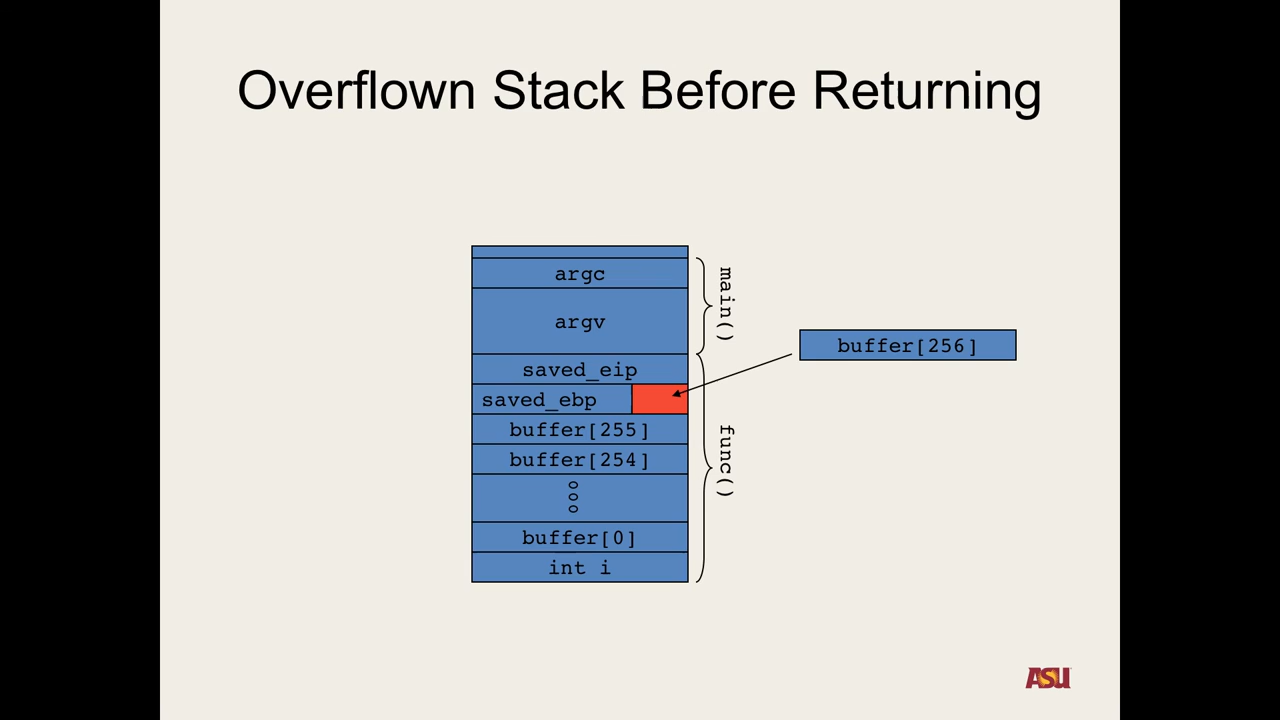 Overflown Stack Before Returning
argc
argv
main()
buffer[256]
saved_eip
saved_ebp
buffer[255]
buffer[254]
func()
buffer[0]
int i
ASU